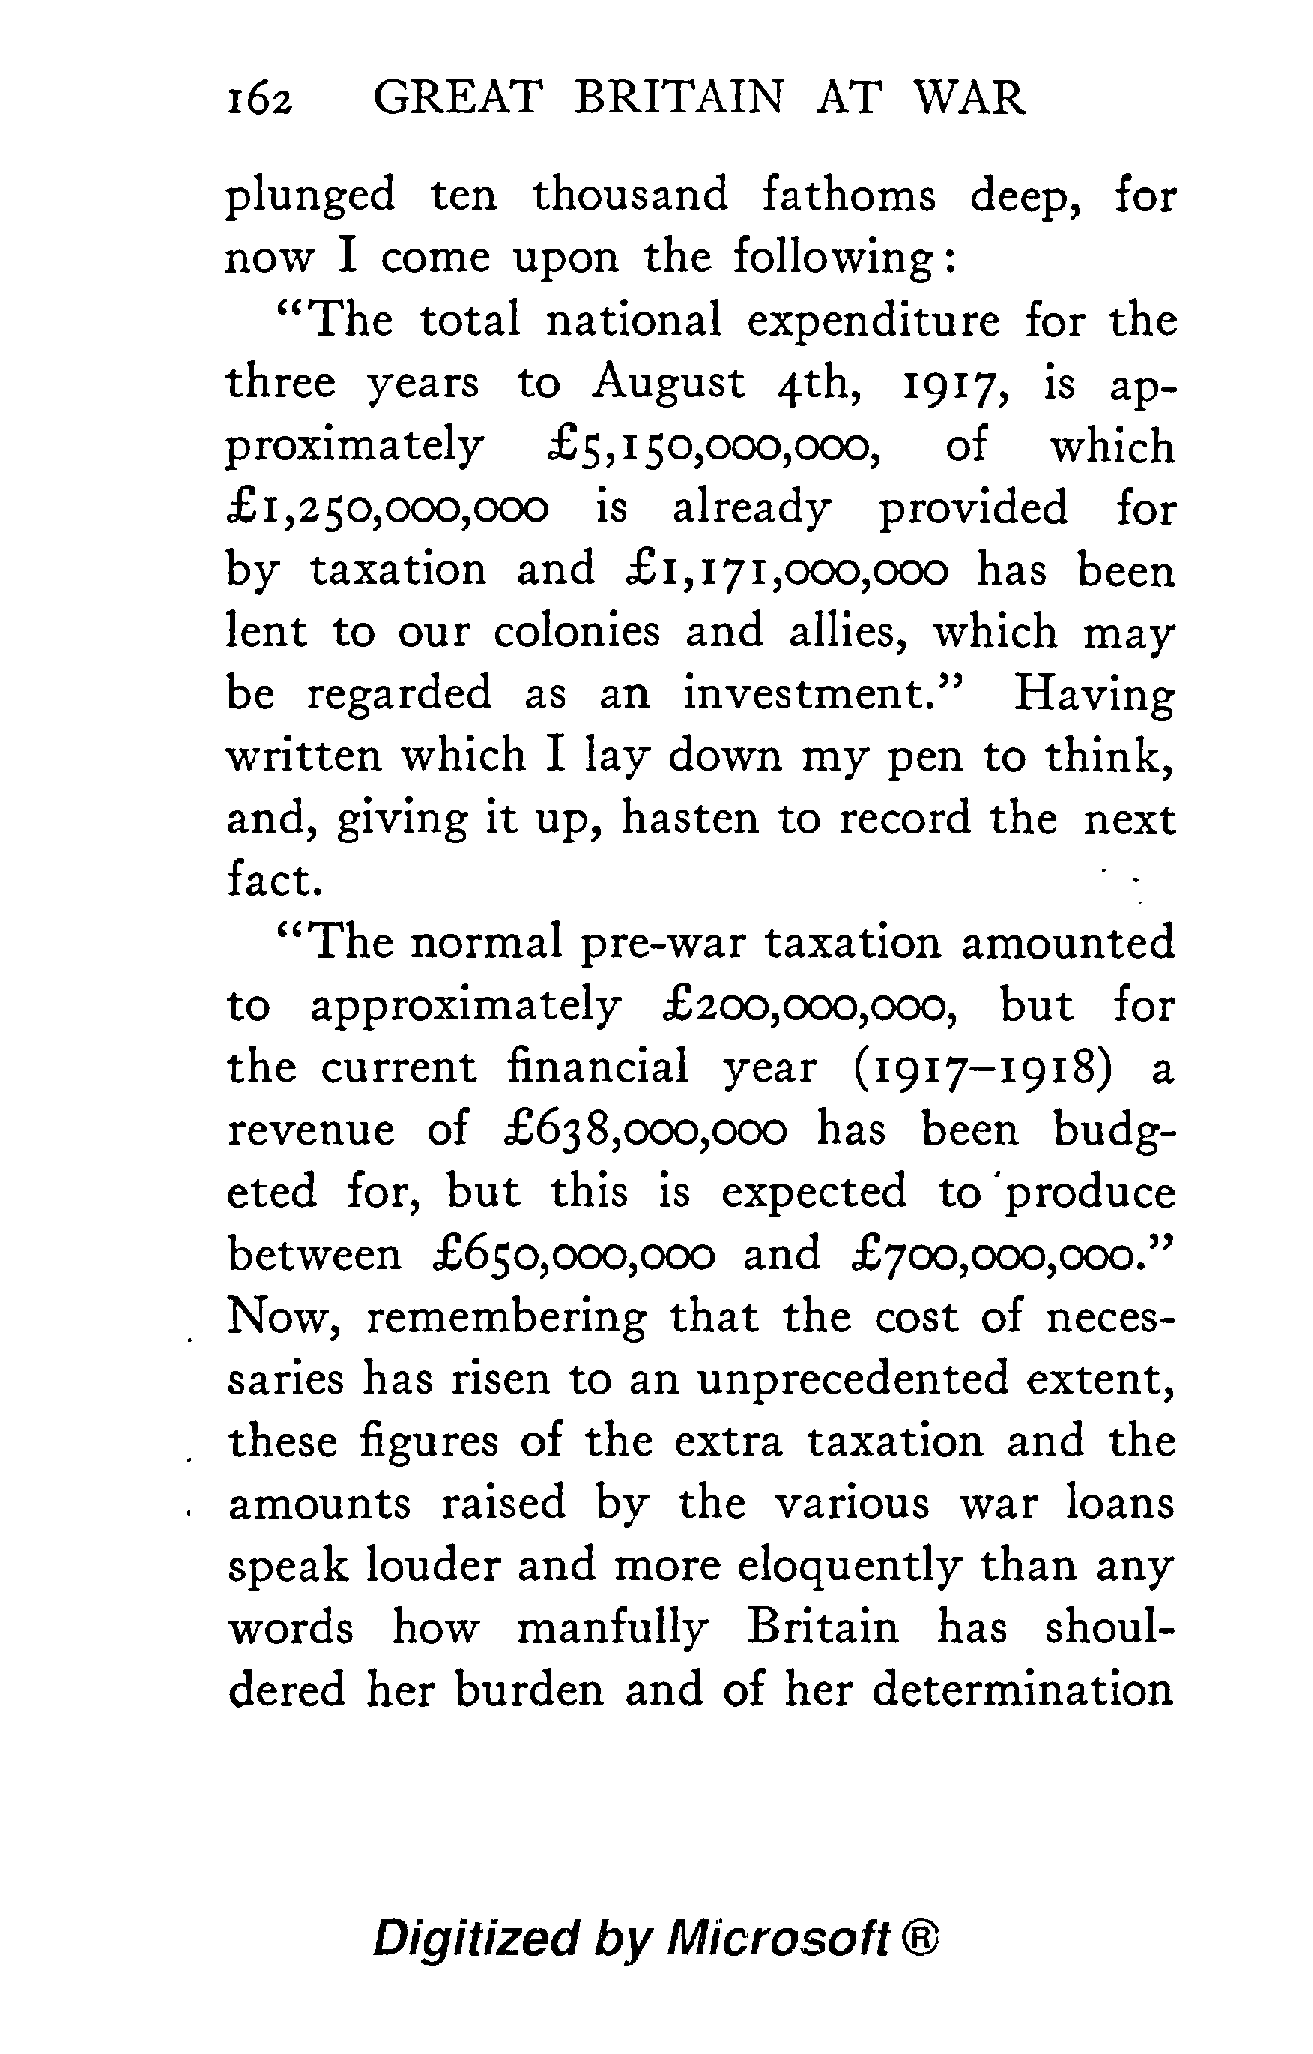 162 GREAT BRITAIN AT WAR
plunged ten thousand fathoms deep, for
now I come upon the following:
"The total national expenditure for the
three years to August 4th, 1917, is ap-
proximately £5,150,000,000, of which
£1,250,000,000 is already provided for
by taxation and £1,171,000,000 has been
lent to our colonies and allies, which may
be regarded as an investment." Having
written which I lay down my pen to think,
and, giving it up, hasten to record the next
fact.
"The normal pre-war taxation amounted
to approximately £200,000,000, but for
the current financial year (1917–1918) a
revenue of £638,000,000 has been budg-
eted for, but this is expected to produce
between £650,000,000 and £700,000,000."
Now, remembering that the cost of neces-
saries has risen to an unprecedented extent,
these figures of the extra taxation and the
amounts raised by the various war loans
speak louder and more eloquently than any
words how manfully Britain has shoul-
dered her burden and of her determination
Digitized by Microsoft ®